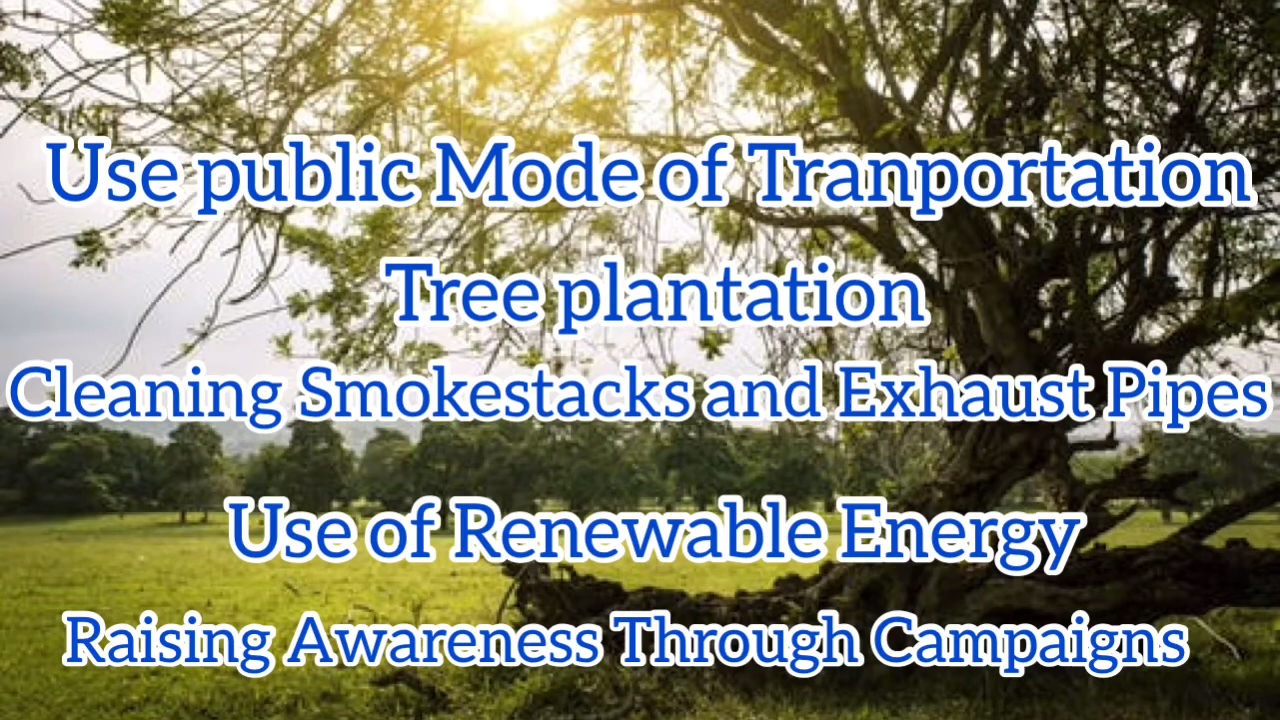 Use public Mode of Tranportation
Tree plantation
Cleaning Smokestacks and Exhaust Pipes
Use of Renewable Energy
Raising Awareness Through Campaigns